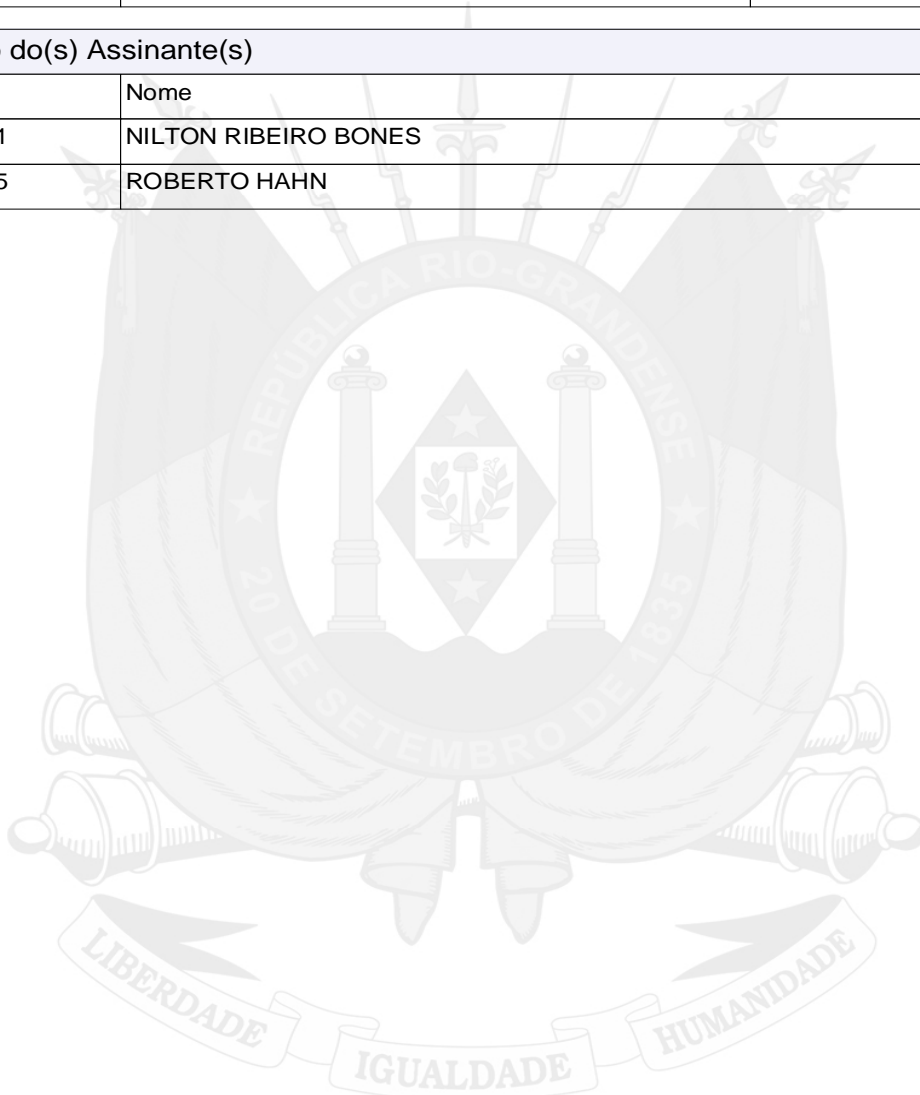 do(s) Assinante(s)
Nome
1 NILTON RIBEIRO BONES
5 ROBERTO HAHN
REPÚBLICA RIO-GRANDENSE
20 DE SETEMBRO DE 1835
LIBERDADE IGUALDADE HUMANIDADE